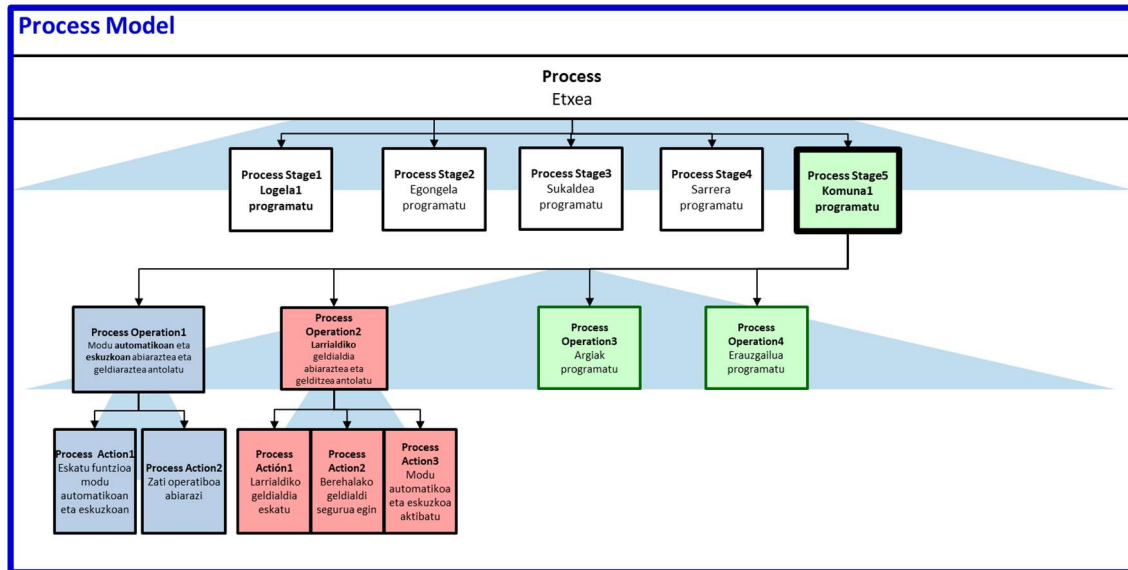 Process Model
Process
Etxea
Process Stage1
Logela1
programatu
Process Stage2
Egongela
programatu
Process Stage3
Sukaldea
programatu
Process Stage4
Sarrera
programatu
Process Stage5
Komuna1
programatu
Process Operation1
Modu automatikoan eta
eskuzkoan abiaraztea eta
geldiaraztea antolatu
Process
Operation2
Larrialdiko
geldialdia
abiaraztea eta
gelditzea antolatu
Process
Operation3
Argiak
programatu
Process
Operation4
Erauzgailua
programatu
Process Action1
Eskatu funtzioa
modu
automatikoan
eta eskuzkoan
Process Action2
Zati operatiboa
abiarazi
Process
Actión1
Larrialdiko
geldialdia
eskatu
Process
Action2
Berehalako
geldialdi
segurua egin
Process
Action3
Modu
automatikoa
eta eskuzkoa
aktibatu